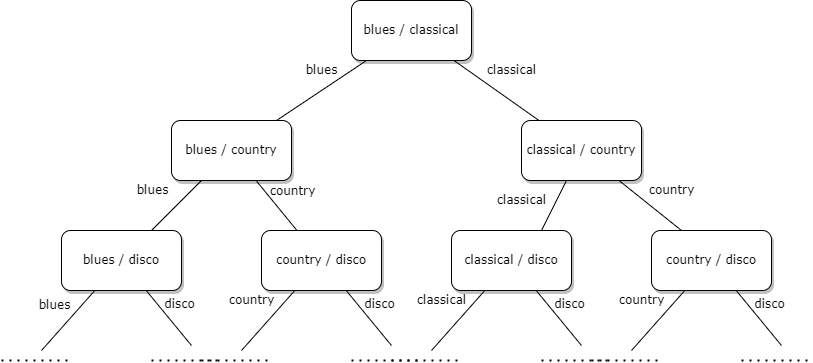 blues / classical
blues
classical
blues / country
classical / country
blues
country
classical
country
blues / disco
country / disco
classical / disco
country / disco
blues
disco
country
disco
classical
disco
country
disco